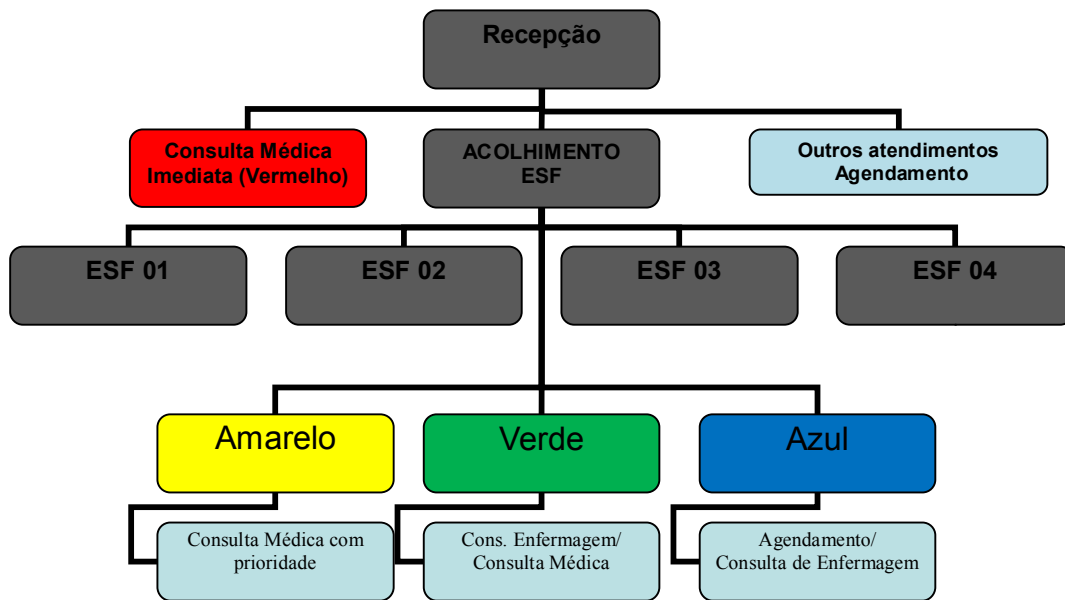 Recepção
Consulta Médica
Imediata (Vermelho)
ACOLHIMENTO
ESF
Outros atendimentos
Agendamento
ESF 01
ESF 02
ESF 03
ESF 04
Amarelo
Verde
Azul
Consulta Médica com
prioridade
Cons. Enfermagem/
Consulta Médica
Agendamento/
Consulta de Enfermagem